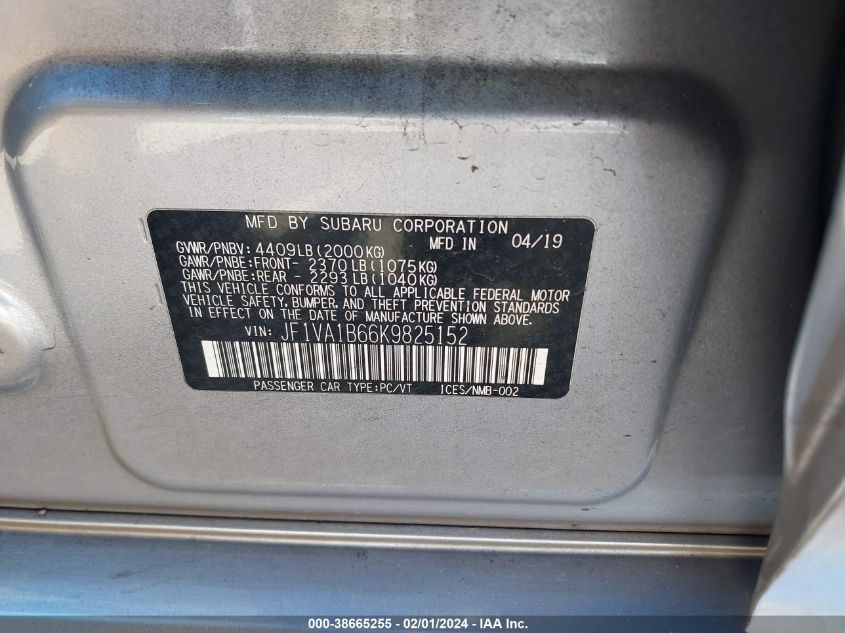 MFD BY SUBARU CORPORATION
GVWR/PNBV: 4409LB(2000KG) MFD IN 04/19
GAWR/PNBE:FRONT- 2370LB(1075KG)
GAWR/PNBE:REAR - 2293LB(1040KG)
THIS VEHICLE CONFORMS TO ALL APPLICABLE FEDERAL MOTOR
VEHICLE SAFETY, BUMPER, AND THEFT PREVENTION STANDARDS
IN EFFECT ON THE DATE OF MANUFACTURE SHOWN ABOVE.
VIN: JF1VA1B66K9825152
PASSENGER CAR TYPE:PC/VT ICES/NMB-002
000-38665255 - 02/01/2024 - IAA Inc.